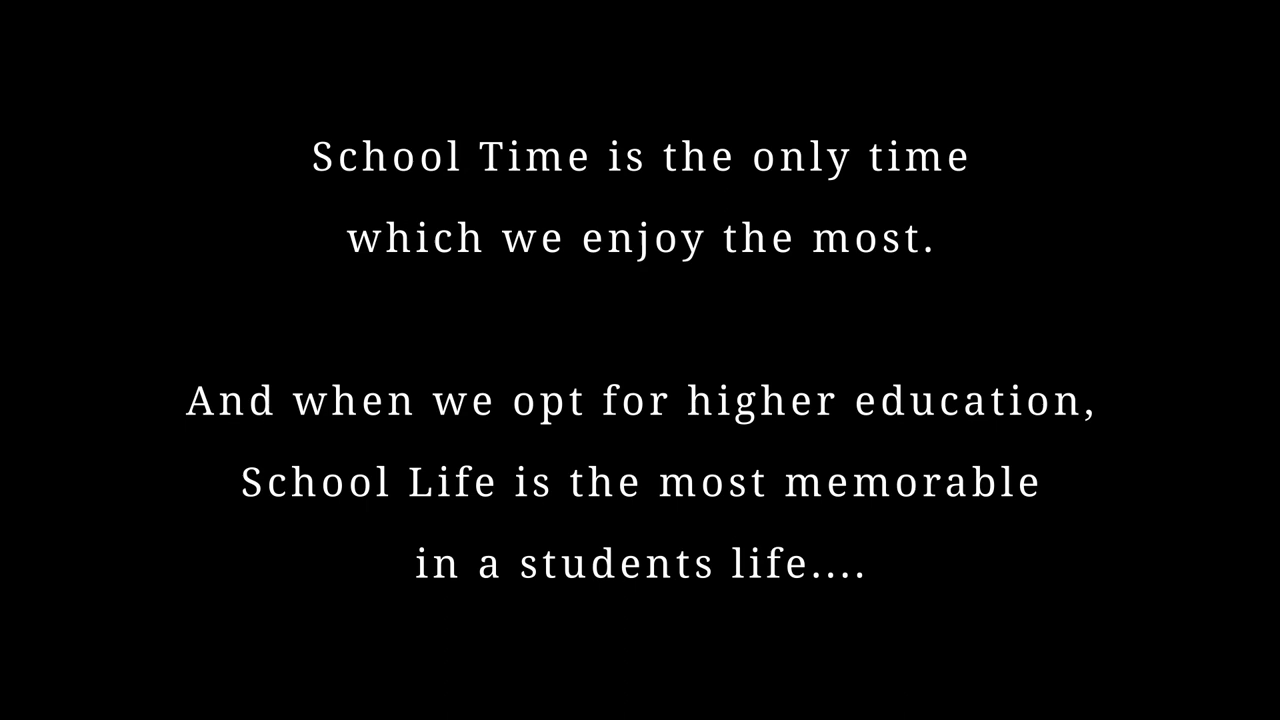 School Time is the only time
which we enjoy the most.
And when we opt for higher education,
School Life is the most memorable
in a students life....